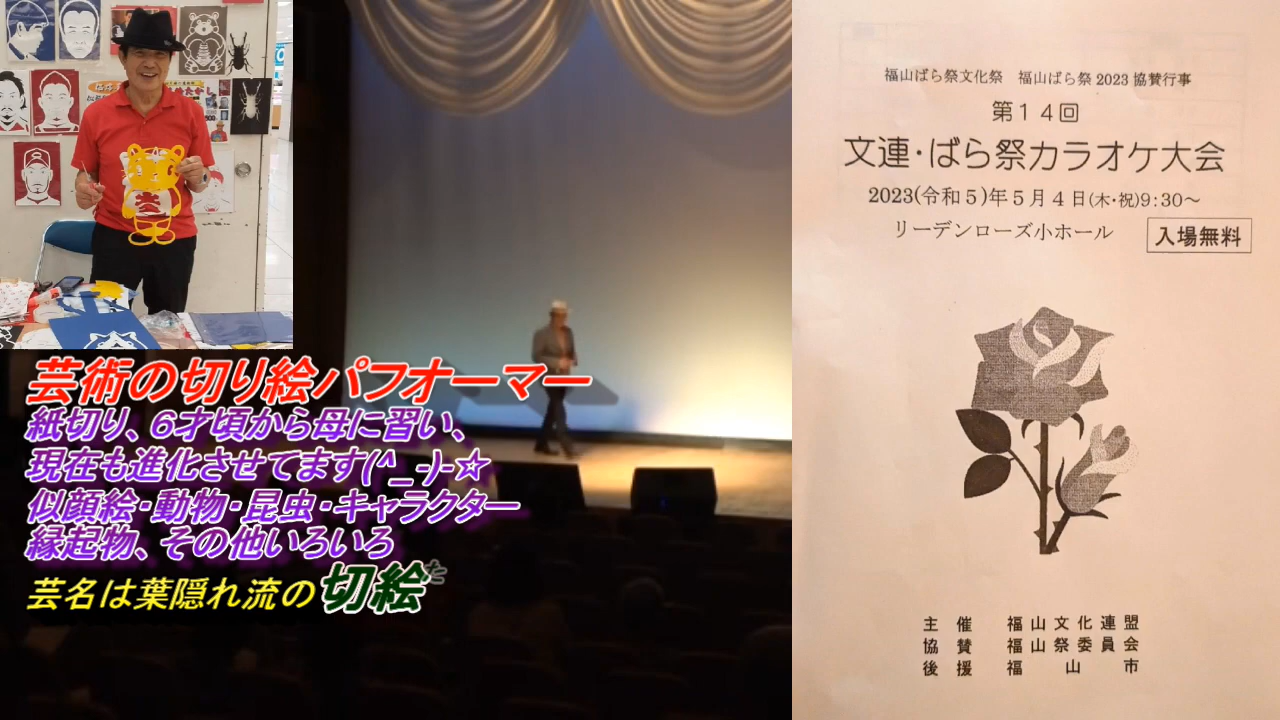 芸術の切り絵パフオーマー
紙切り、6才頃から母に習い、
現在も進化させてます(^_-)-☆
似顔絵・動物・昆虫・キャラクター
縁起物、その他いろいろ
芸名は葉隠れ流の切絵た
福山ばら祭文化祭 福山ばら祭2023協賛行事
第14回
文連・ばら祭カラオケ大会
2023(令和5)年5月4日(木・祝)9:30～
リーデンローズ小ホール 入場無料
主催 福山文化連盟
協賛 福山祭委員会
後援 福山市